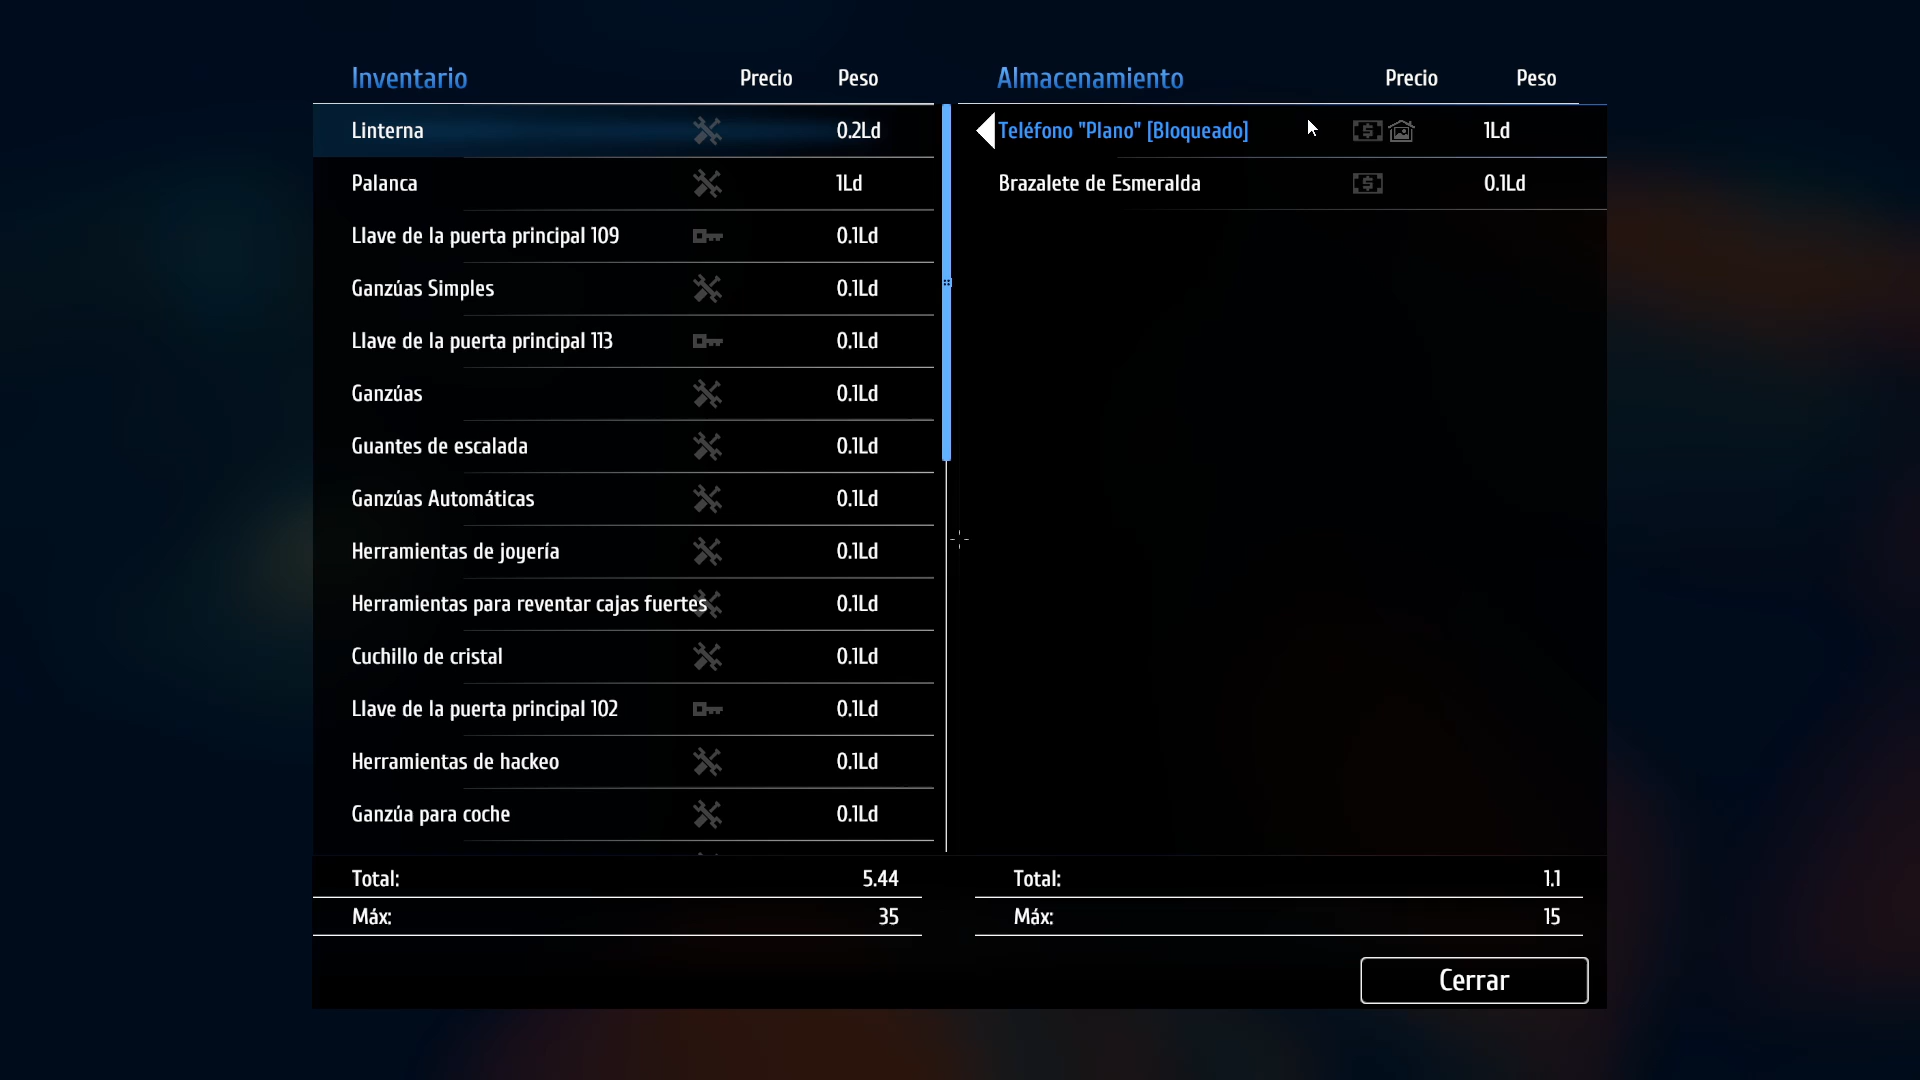 Inventario Precio Peso
Linterna 0.2Ld
Palanca 1Ld
Llave de la puerta principal 109 0.1Ld
Ganzúas Simples 0.1Ld
Llave de la puerta principal 113 0.1Ld
Ganzúas 0.1Ld
Guantes de escalada 0.1Ld
Ganzúas Automáticas 0.1Ld
Herramientas de joyería 0.1Ld
Herramientas para reventar cajas fuertes 0.1Ld
Cuchillo de cristal 0.1Ld
Llave de la puerta principal 102 0.1Ld
Herramientas de hackeo 0.1Ld
Ganzúa para coche 0.1Ld
Total: 5.44
Máx: 35
Almacenamiento Precio Peso
Teléfono "Plano" [Bloqueado] 1Ld
Brazalete de Esmeralda 0.1Ld
Total: 1.1
Máx: 15
Cerrar